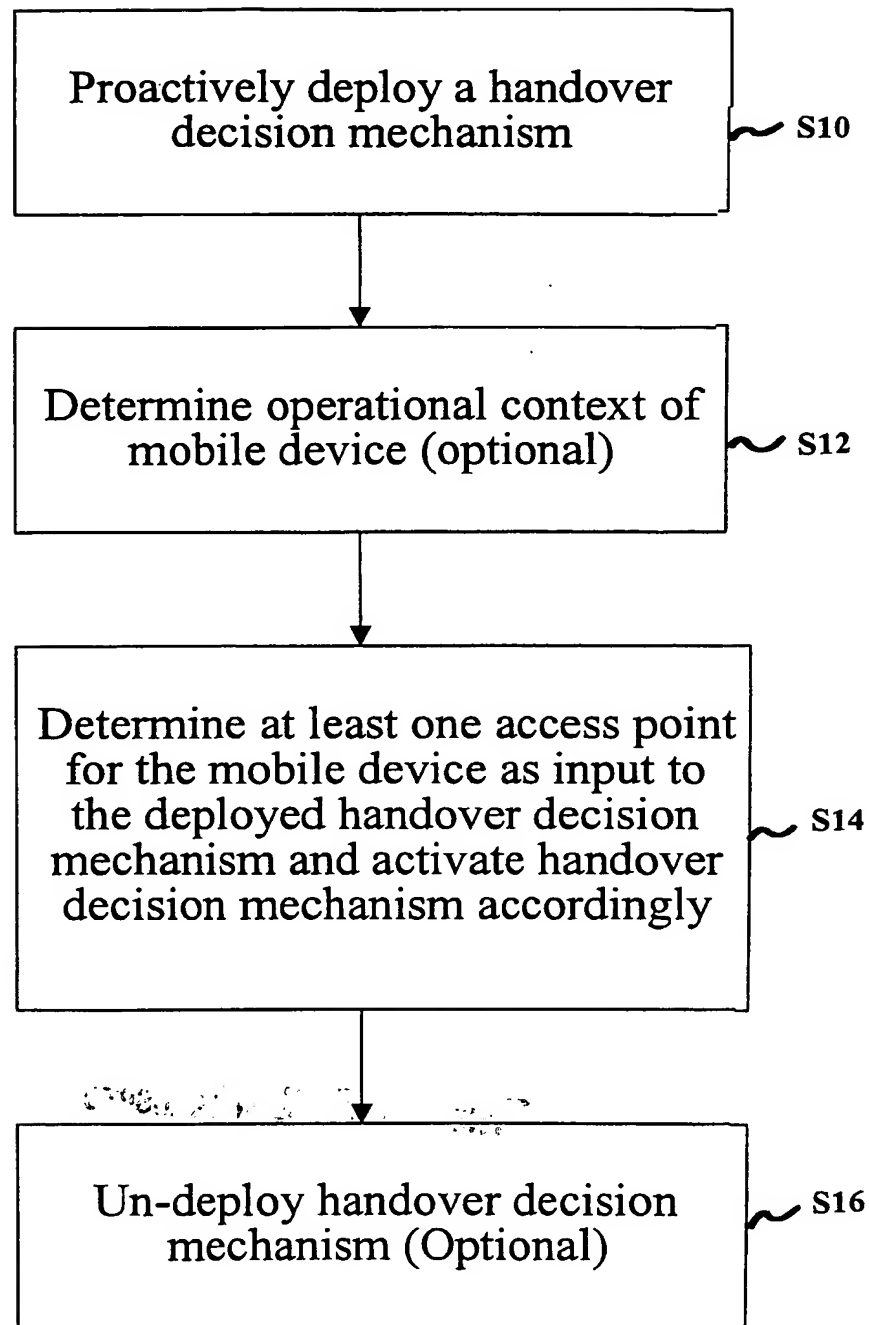 Proactively deploy a handover
decision mechanism
S10
Determine operational context of
mobile device (optional)
S12
Determine at least one access point
for the mobile device as input to
the deployed handover decision
mechanism and activate handover
decision mechanism accordingly
S14
Un-deploy handover decision
mechanism (Optional)
S16